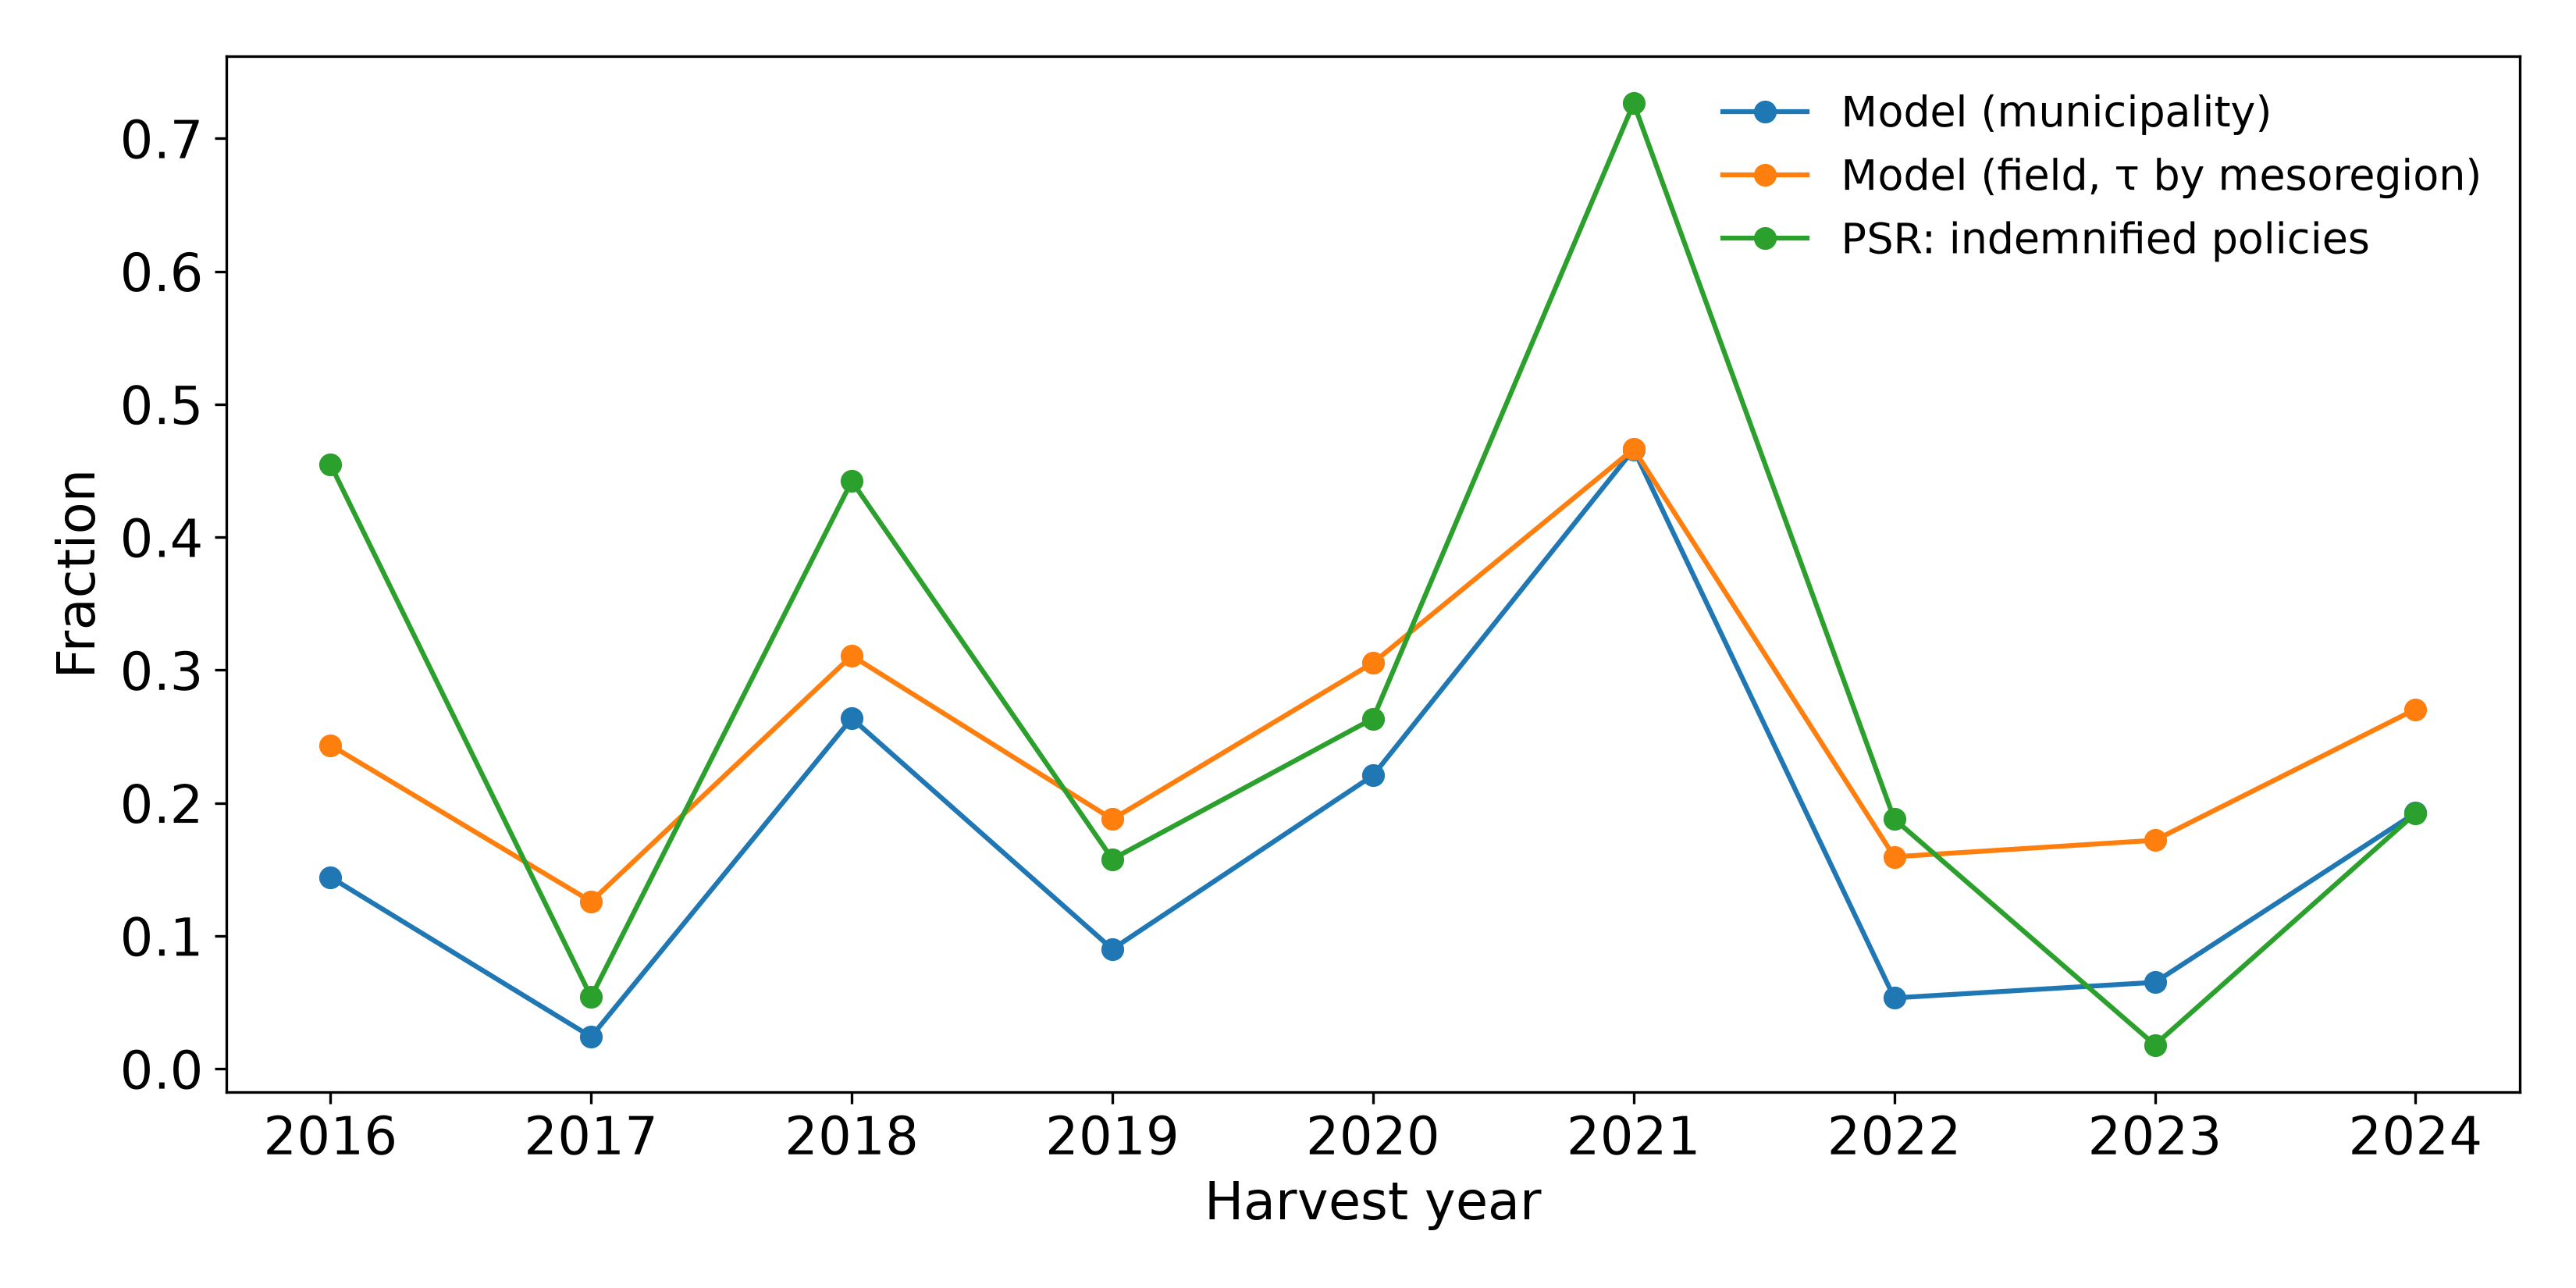 Model (municipality)
Model (field, τ by mesoregion)
PSR: indemnified policies
0.7
0.6
0.5
0.4
0.3
0.2
0.1
0.0
Fraction
2016 2017 2018 2019 2020 2021 2022 2023 2024
Harvest year